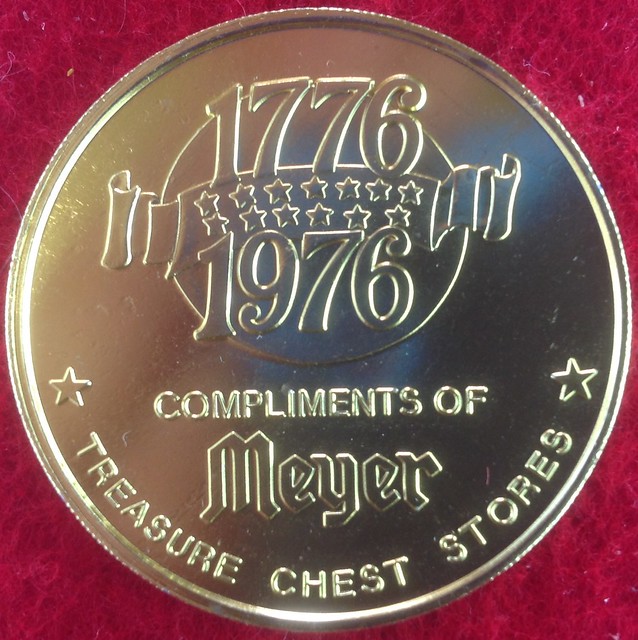 1776
1976
COMPLIMENTS OF
Meyer
TREASURE CHEST STORES